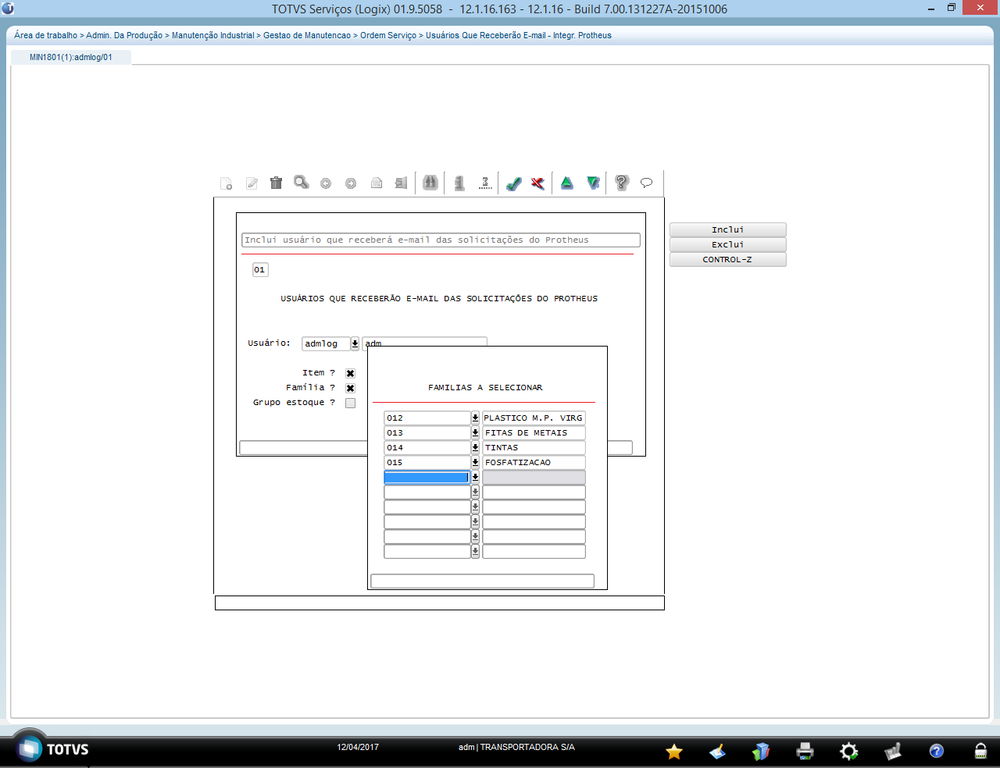 TOTVS Serviços (Logix) 01.9.5058 - 12.1.16.163 - 12.1.16 - Build 7.00.131227A-20151006
Área de trabalho > Admin. Da Produção > Manutenção Industrial > Gestao de Manutencao > Ordem Serviço > Usuários Que Receberão E-mail - Integr. Protheus
MIN1801(1):admlog/01
Inclui usuário que receberá e-mail das solicitações do Protheus
Inclui
Exclui
CONTROL-Z
01
USUÁRIOS QUE RECEBERÃO E-MAIL DAS SOLICITAÇÕES DO PROTHEUS
Usuário: admlog adm
Item ?
Família ?
Grupo estoque ?
FAMILIAS A SELECIONAR
012 PLASTICO M.P. VIRG
013 FITAS DE METAIS
014 TINTAS
015 FOSFATIZACAO
TOTVS
12/04/2017
adm | TRANSPORTADORA S/A